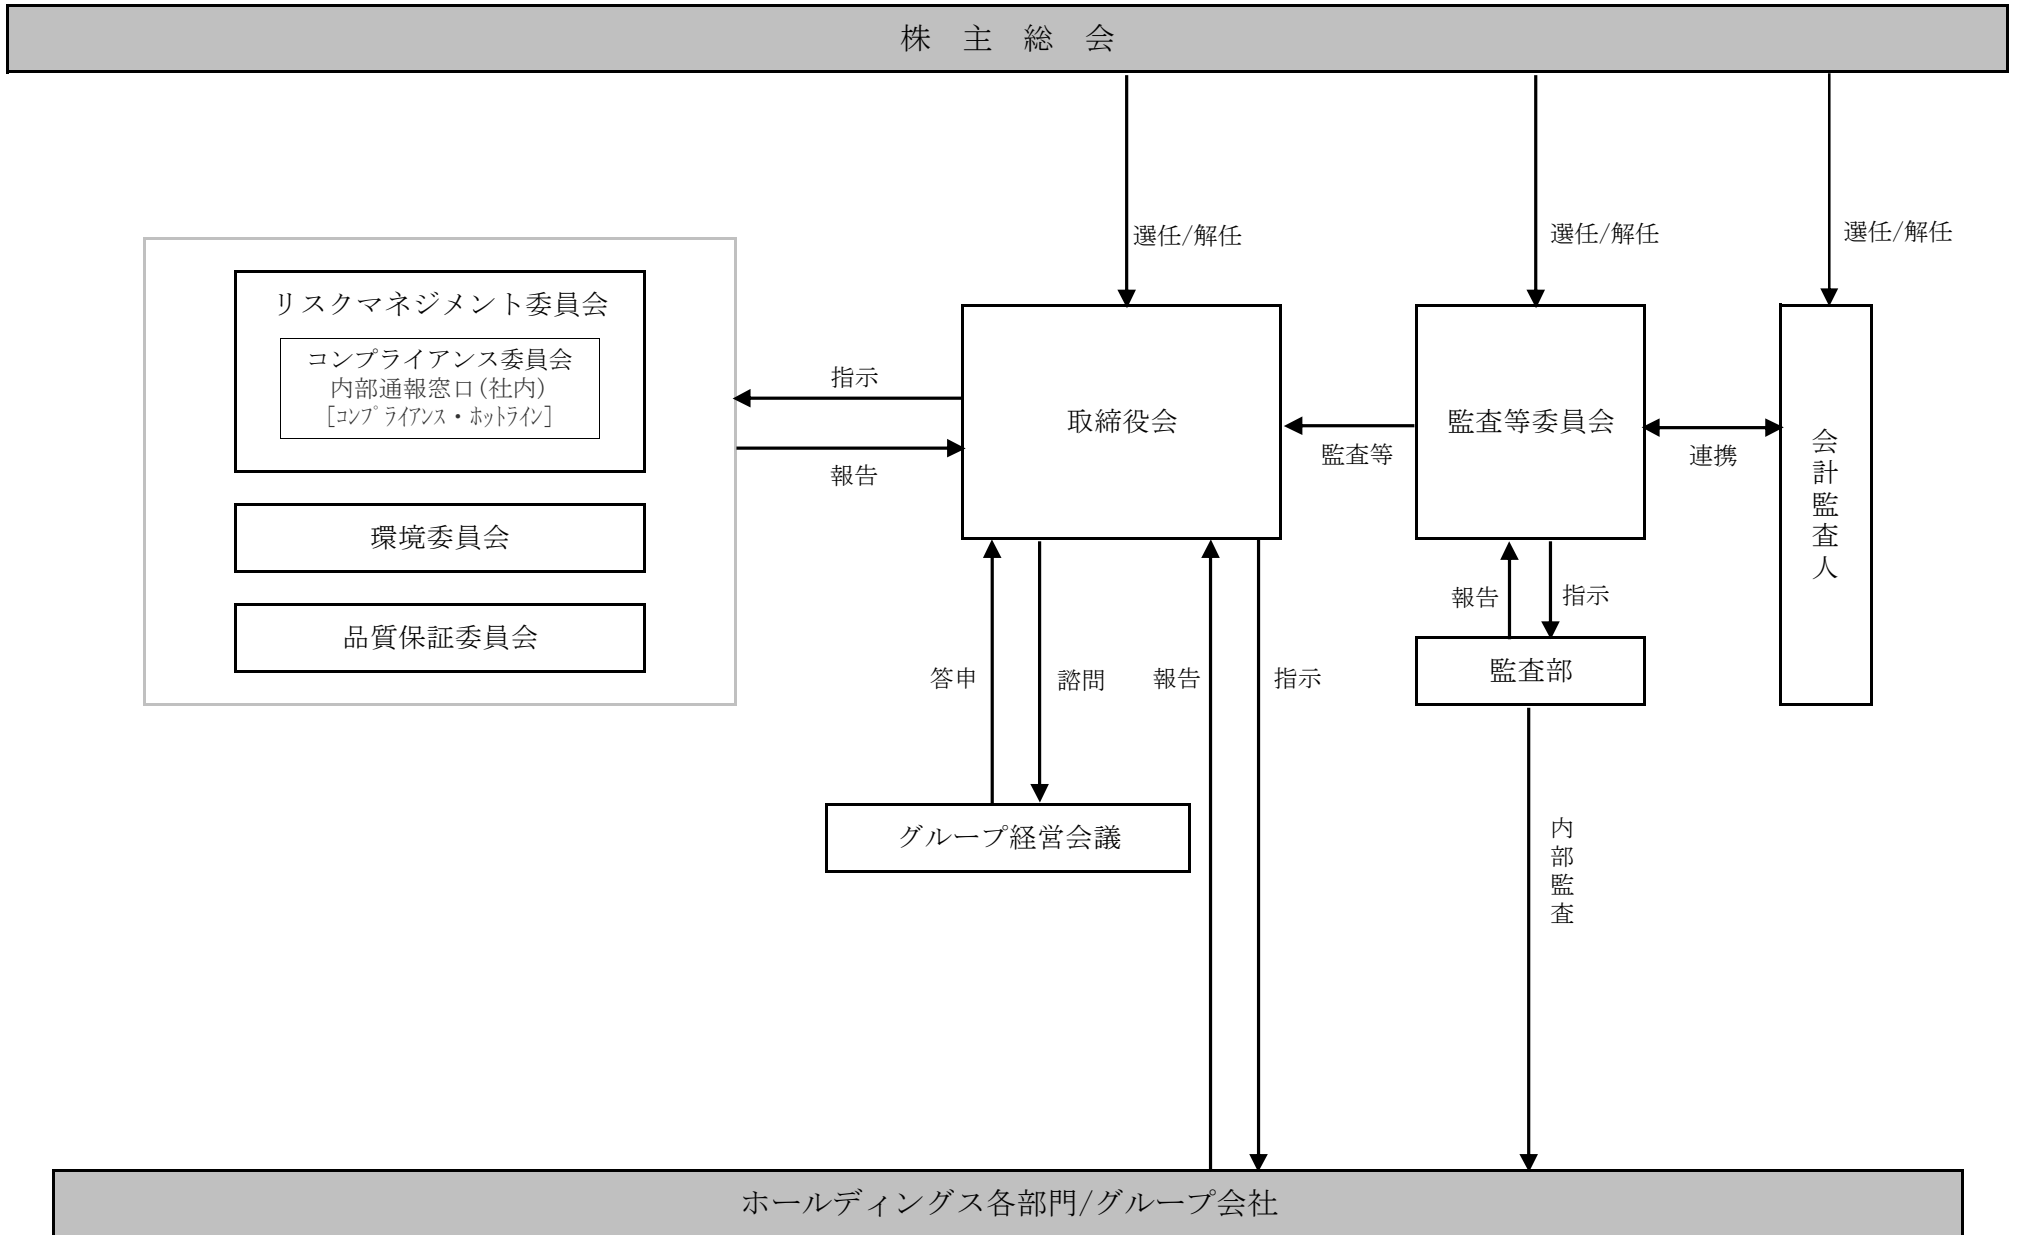 株　主　総　会
選任/解任
選任/解任
選任/解任
リスクマネジメント委員会
コンプライアンス委員会
内部通報窓口(社内)
[ｺﾝﾌﾟﾗｲｱﾝｽ・ﾎｯﾄﾗｲﾝ]
環境委員会
品質保証委員会
指示
報告
取締役会
監査等
監査等委員会
連携
会計監査人
報告
指示
監査部
答申
諮問
報告
指示
グループ経営会議
内部監査
ホールディングス各部門/グループ会社